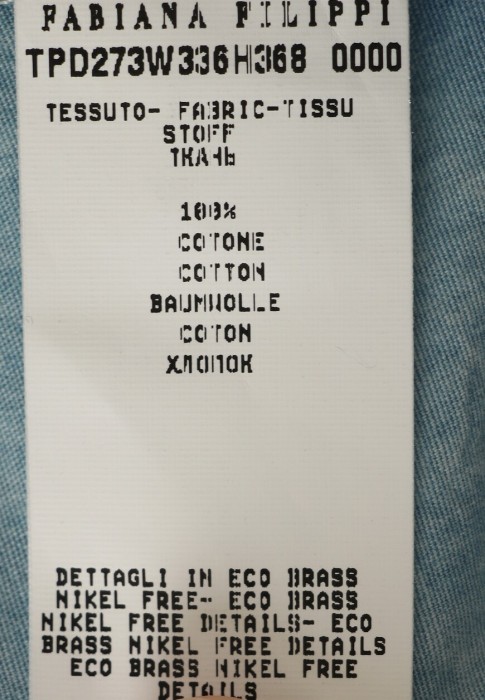 FABIANA FILIPPI
TPD273W336H368 0000
TESSUTO- FABRIC-TISSU
STOFF
ТКАНЬ
100%
COTONE
COTTON
BAUMWOLLE
COTON
ХЛОПОК
DETTAGLI IN ECO BRASS
NIKEL FREE- ECO BRASS
NIKEL FREE DETAILS- ECO
BRASS NIKEL FREE DETAILS
ECO BRASS NIKEL FREE
DETAILS